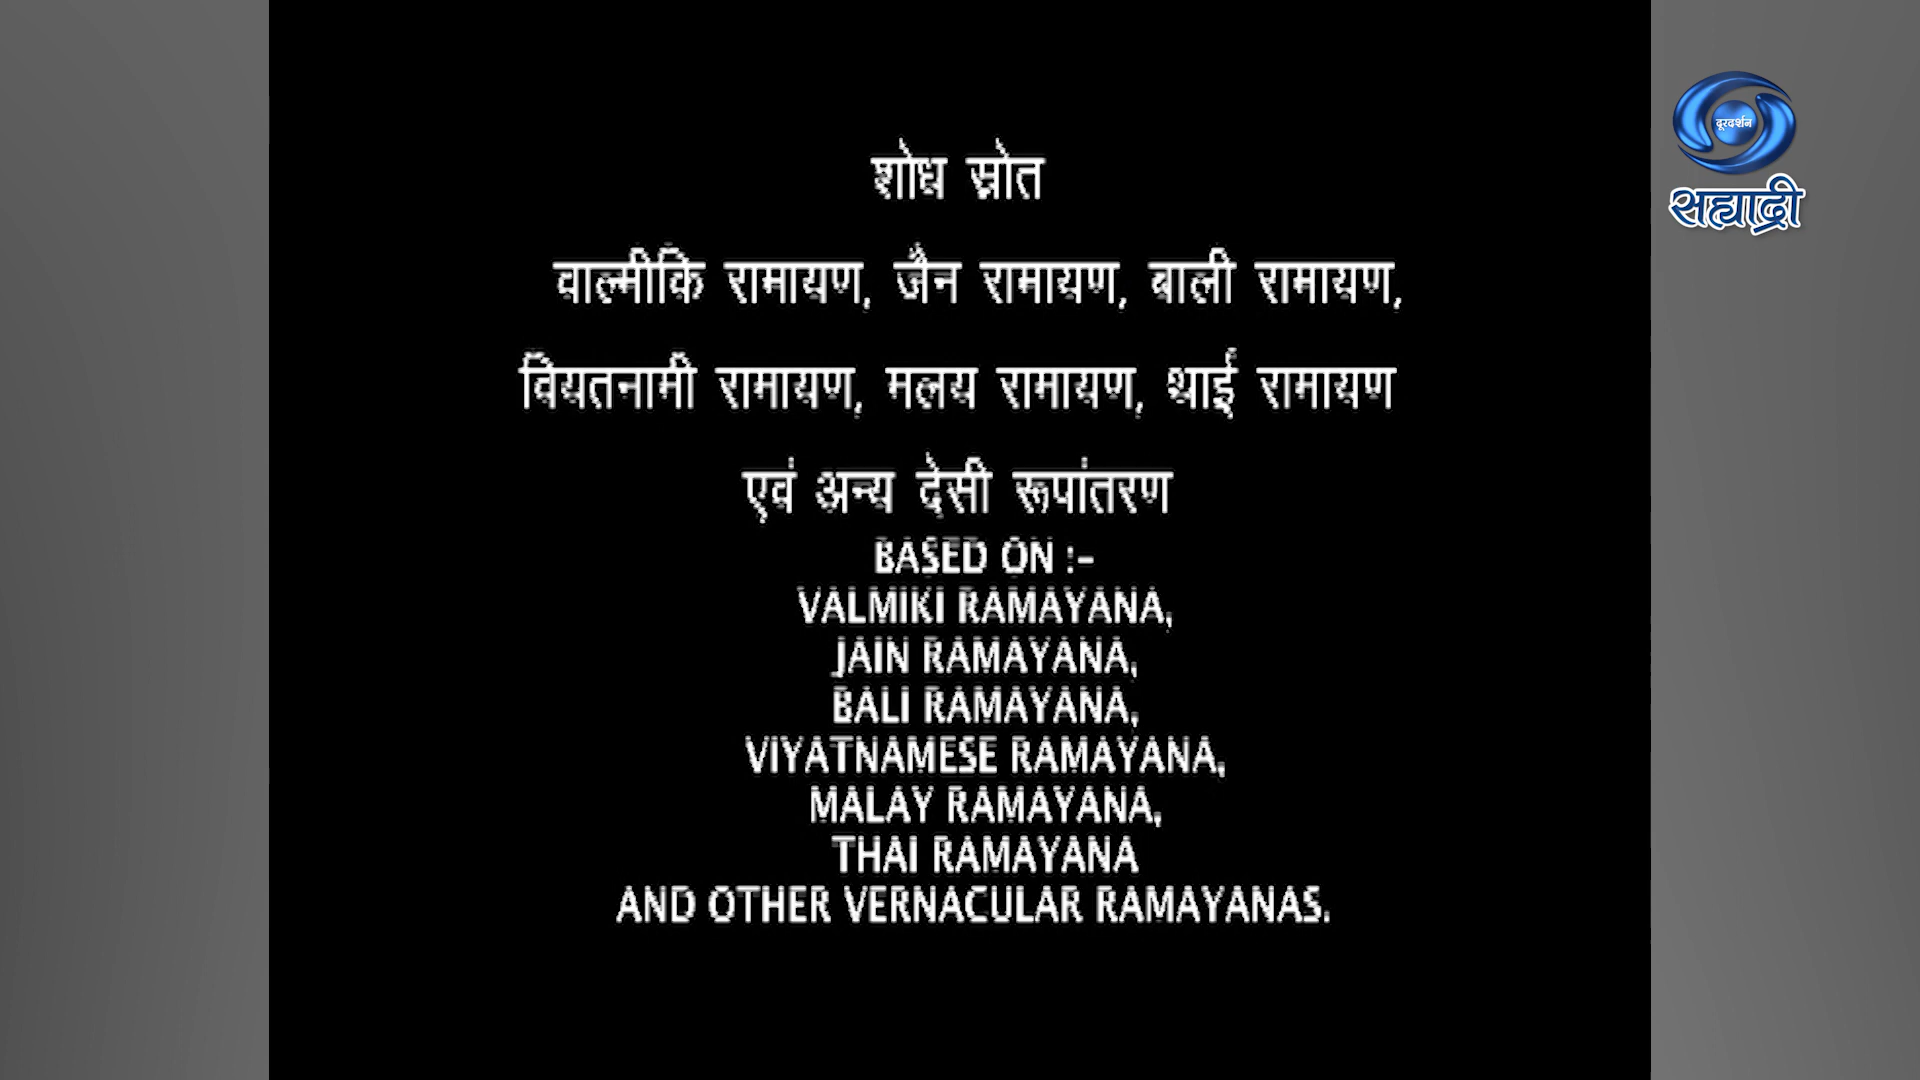 शोध स्रोत
वाल्मीकि रामायण, जैन रामायण, बाली रामायण,
वियतनामी रामायण, मलय रामायण, थाई रामायण
एवं अन्य देसी रूपांतरण
BASED ON :-
VALMIKI RAMAYANA,
JAIN RAMAYANA,
BALI RAMAYANA,
VIYATNAMESE RAMAYANA,
MALAY RAMAYANA,
THAI RAMAYANA
AND OTHER VERNACULAR RAMAYANAS.
दूरदर्शन
सह्याद्री